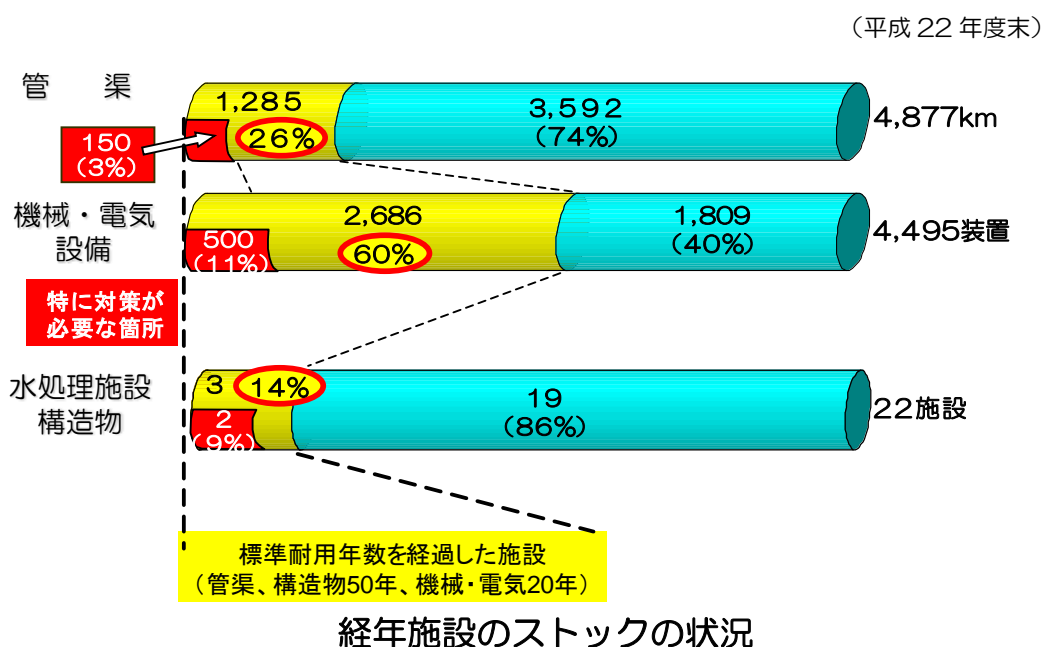 （平成 22 年度末）
管　　渠
1,285
26%
150
(3%)
3,592
(74%)
4,877km
機械・電気
設備
2,686
60%
500
(11%)
1,809
(40%)
4,495装置
特に対策が
必要な箇所
水処理施設
構造物
3
14%
2
(9%)
19
(86%)
22施設
標準耐用年数を経過した施設
（管渠、構造物50年、機械・電気20年）
経年施設のストックの状況